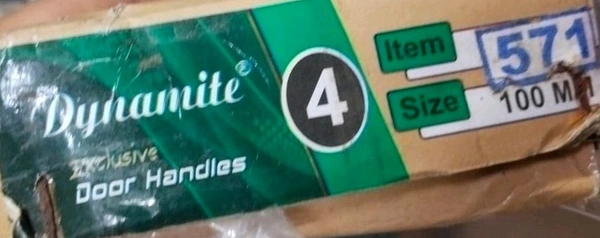 Dynamite®
Exclusive
Door Handles
4
Item 571
Size 100 MM